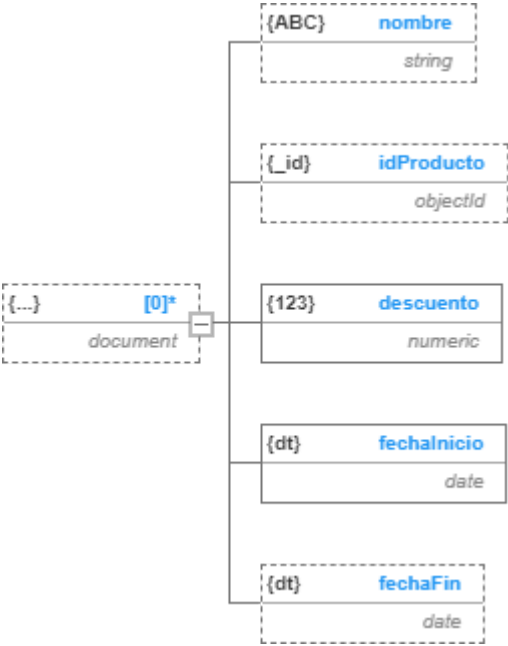 {ABC} nombre
string
{_id} idProducto
objectId
{...} [0]*
document
{123} descuento
numeric
{dt} fechaInicio
date
{dt} fechaFin
date